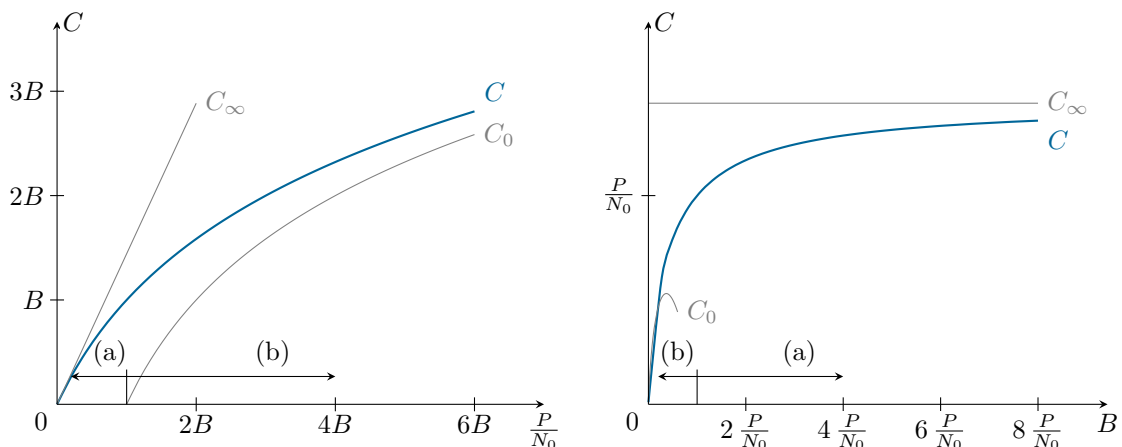 C
3B
2B
B
0
C∞
C
C₀
(a)
(b)
2B
4B
6B
P/N₀
C
P/N₀
0
C∞
C
C₀
(b)
(a)
2 P/N₀
4 P/N₀
6 P/N₀
8 P/N₀
B